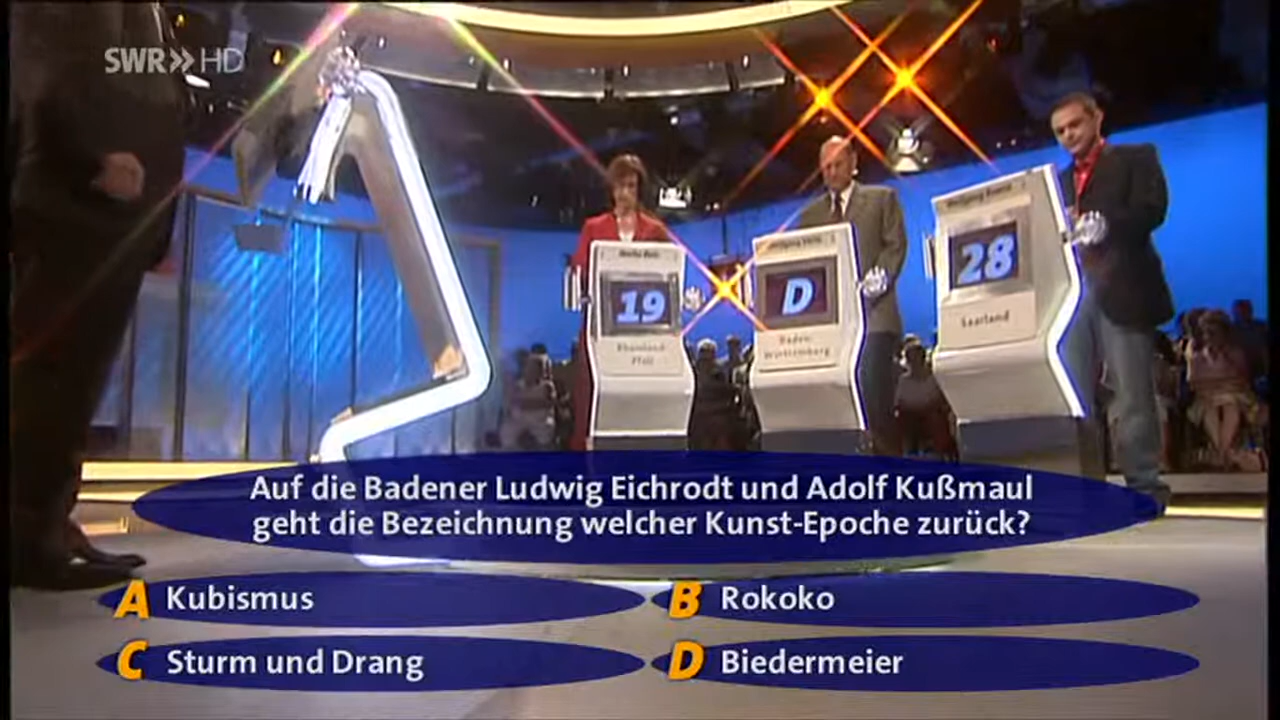 SWR HD
19
D
28
Saarland
Auf die Badener Ludwig Eichrodt und Adolf Kußmaul
geht die Bezeichnung welcher Kunst-Epoche zurück?
A Kubismus
B Rokoko
C Sturm und Drang
D Biedermeier